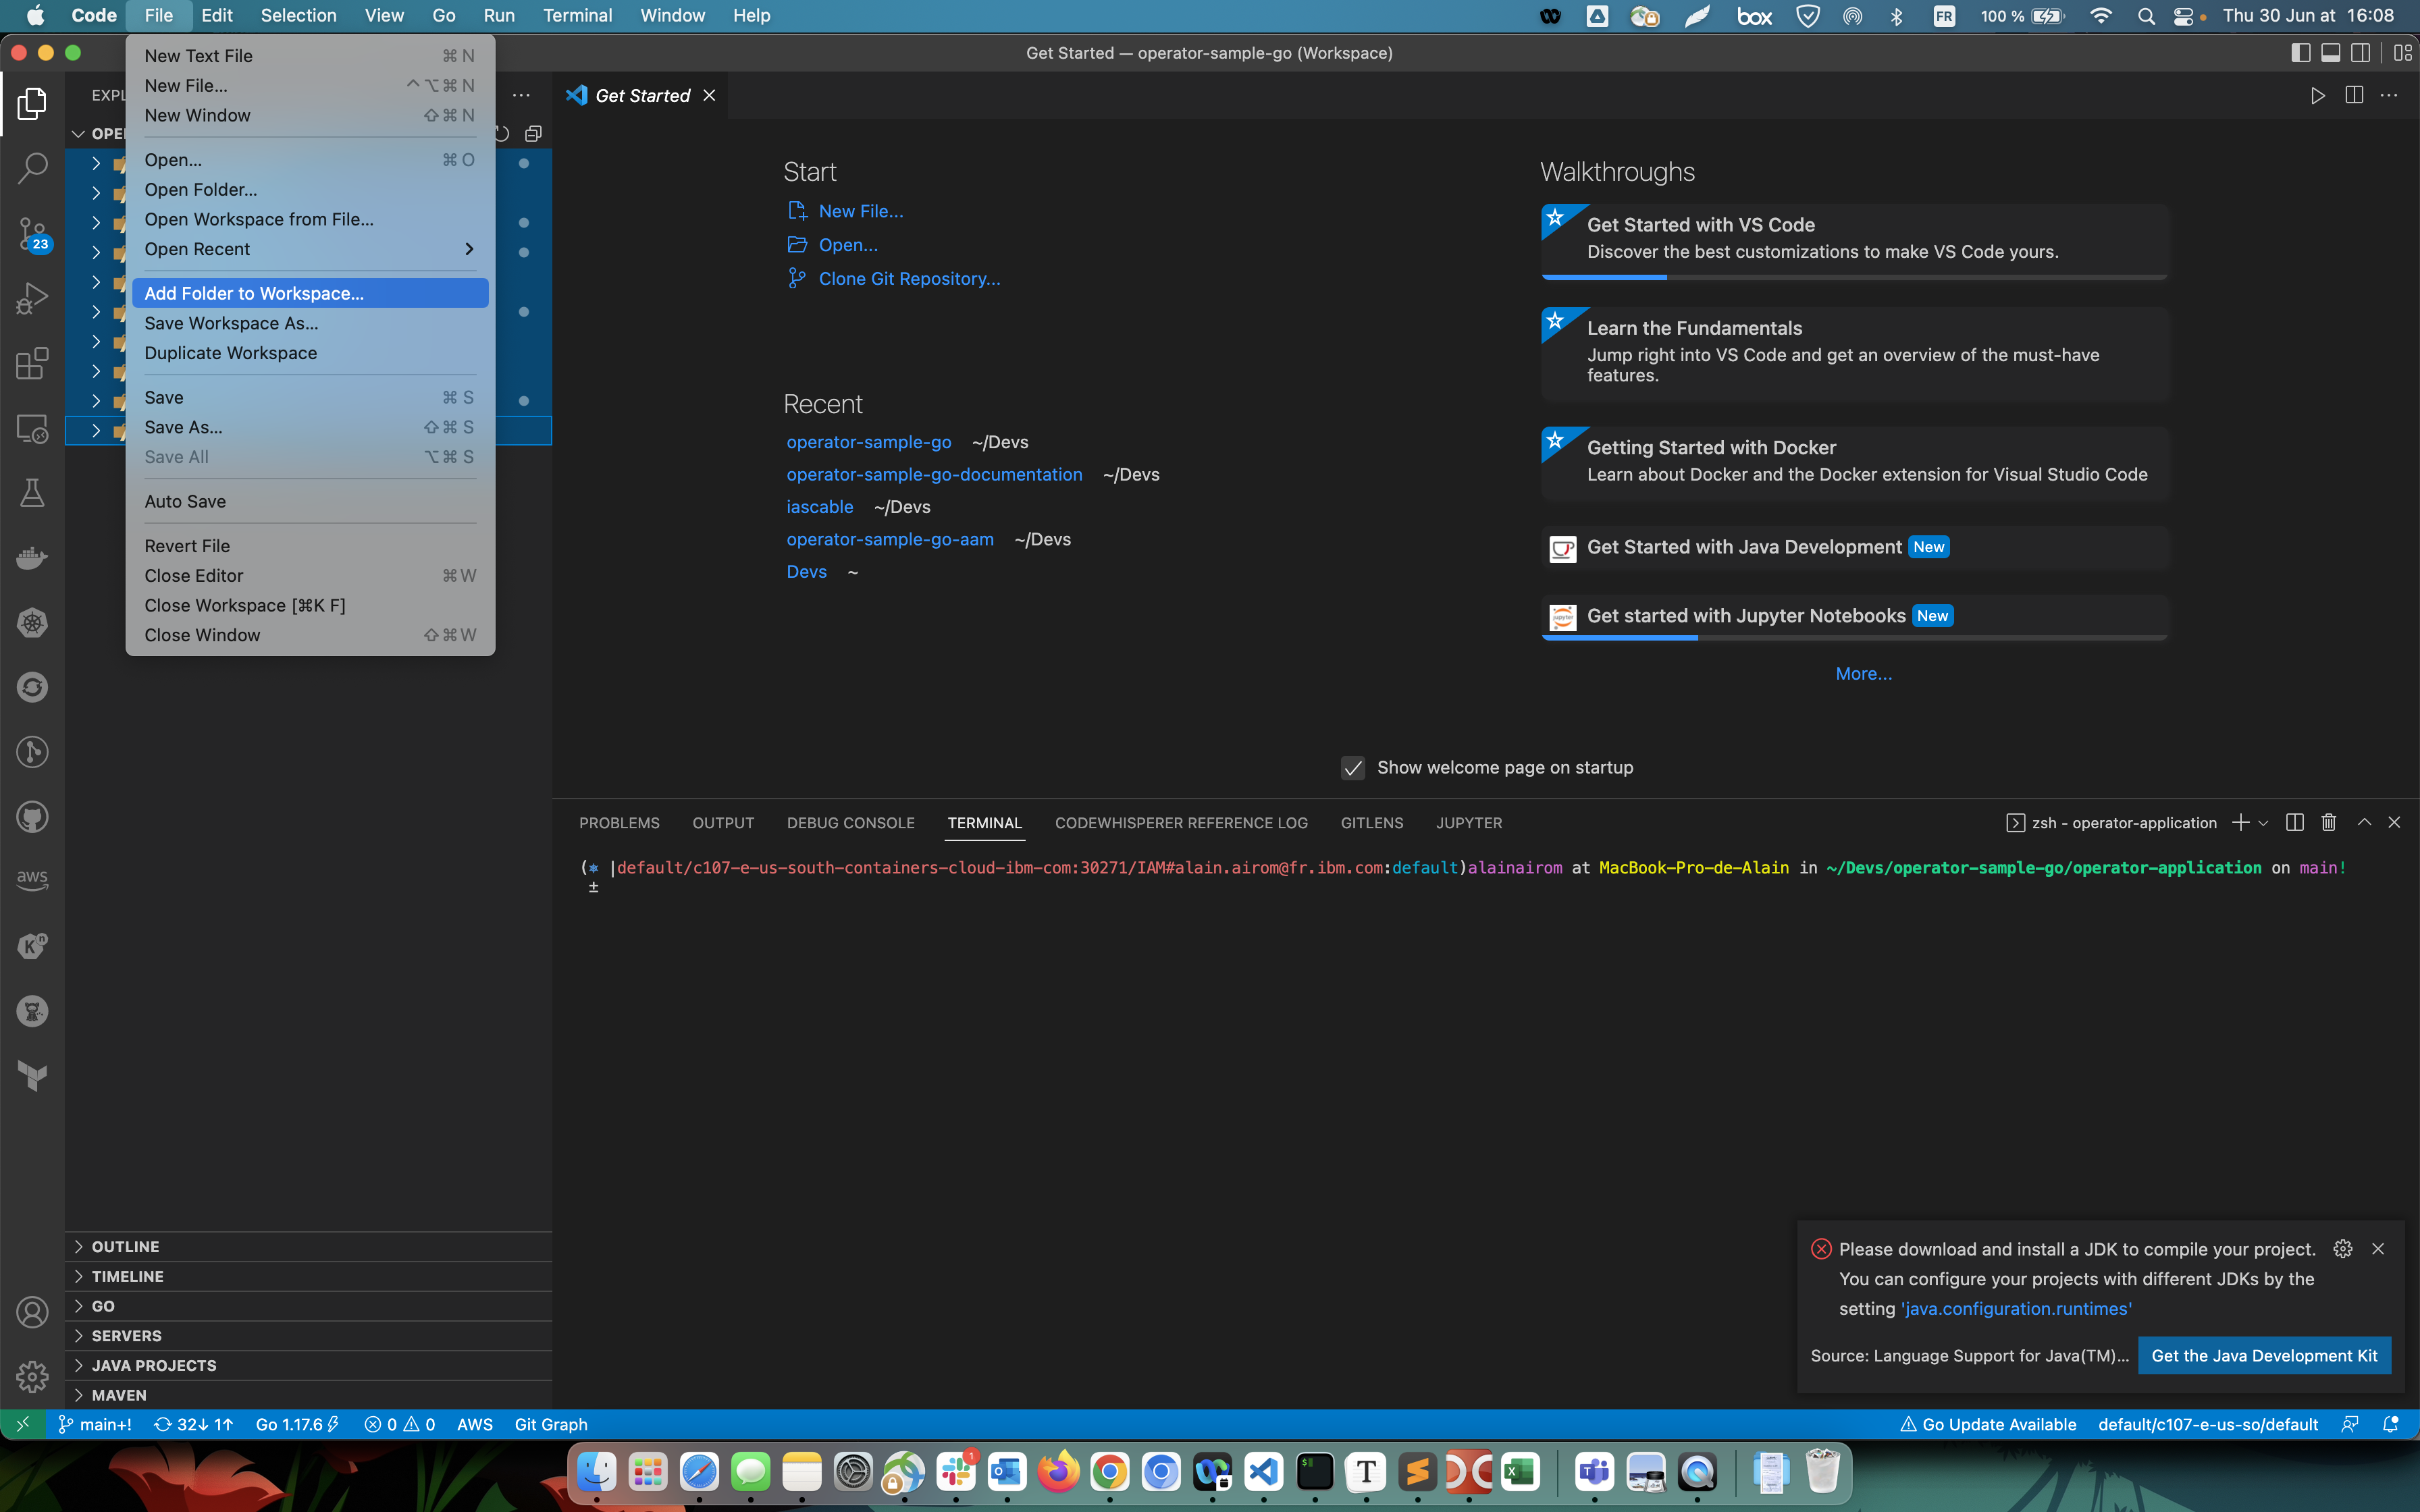 Code File Edit Selection View Go Run Terminal Window Help
box FR 100 % Thu 30 Jun at 16:08
Get Started — operator-sample-go (Workspace)
New Text File ⌘ N
New File... ^⌥⌘ N
New Window ⇧⌘ N
Open... ⌘ O
Open Folder...
Open Workspace from File...
Open Recent
Add Folder to Workspace...
Save Workspace As...
Duplicate Workspace
Save ⌘ S
Save As... ⇧⌘ S
Save All ⌥⌘ S
Auto Save
Revert File
Close Editor ⌘ W
Close Workspace [⌘K F]
Close Window ⇧⌘ W
EXPL
OPE
23
aws
OUTLINE
TIMELINE
GO
SERVERS
JAVA PROJECTS
MAVEN
Get Started
Start
New File...
Open...
Clone Git Repository...
Recent
operator-sample-go ~/Devs
operator-sample-go-documentation ~/Devs
iascable ~/Devs
operator-sample-go-aam ~/Devs
Devs ~
Walkthroughs
Get Started with VS Code
Discover the best customizations to make VS Code yours.
Learn the Fundamentals
Jump right into VS Code and get an overview of the must-have
features.
Getting Started with Docker
Learn about Docker and the Docker extension for Visual Studio Code
Get Started with Java Development New
Get started with Jupyter Notebooks New
More...
Show welcome page on startup
PROBLEMS OUTPUT DEBUG CONSOLE TERMINAL CODEWHISPERER REFERENCE LOG GITLENS JUPYTER
zsh - operator-application
(⎈ |default/c107-e-us-south-containers-cloud-ibm-com:30271/IAM#alain.airom@fr.ibm.com:default)alainairom at MacBook-Pro-de-Alain in ~/Devs/operator-sample-go/operator-application on main!
±
Please download and install a JDK to compile your project.
You can configure your projects with different JDKs by the
setting 'java.configuration.runtimes'
Source: Language Support for Java(TM)... Get the Java Development Kit
main+! 32↓ 1↑ Go 1.17.6 0 0 AWS Git Graph
Go Update Available default/c107-e-us-so/default
1